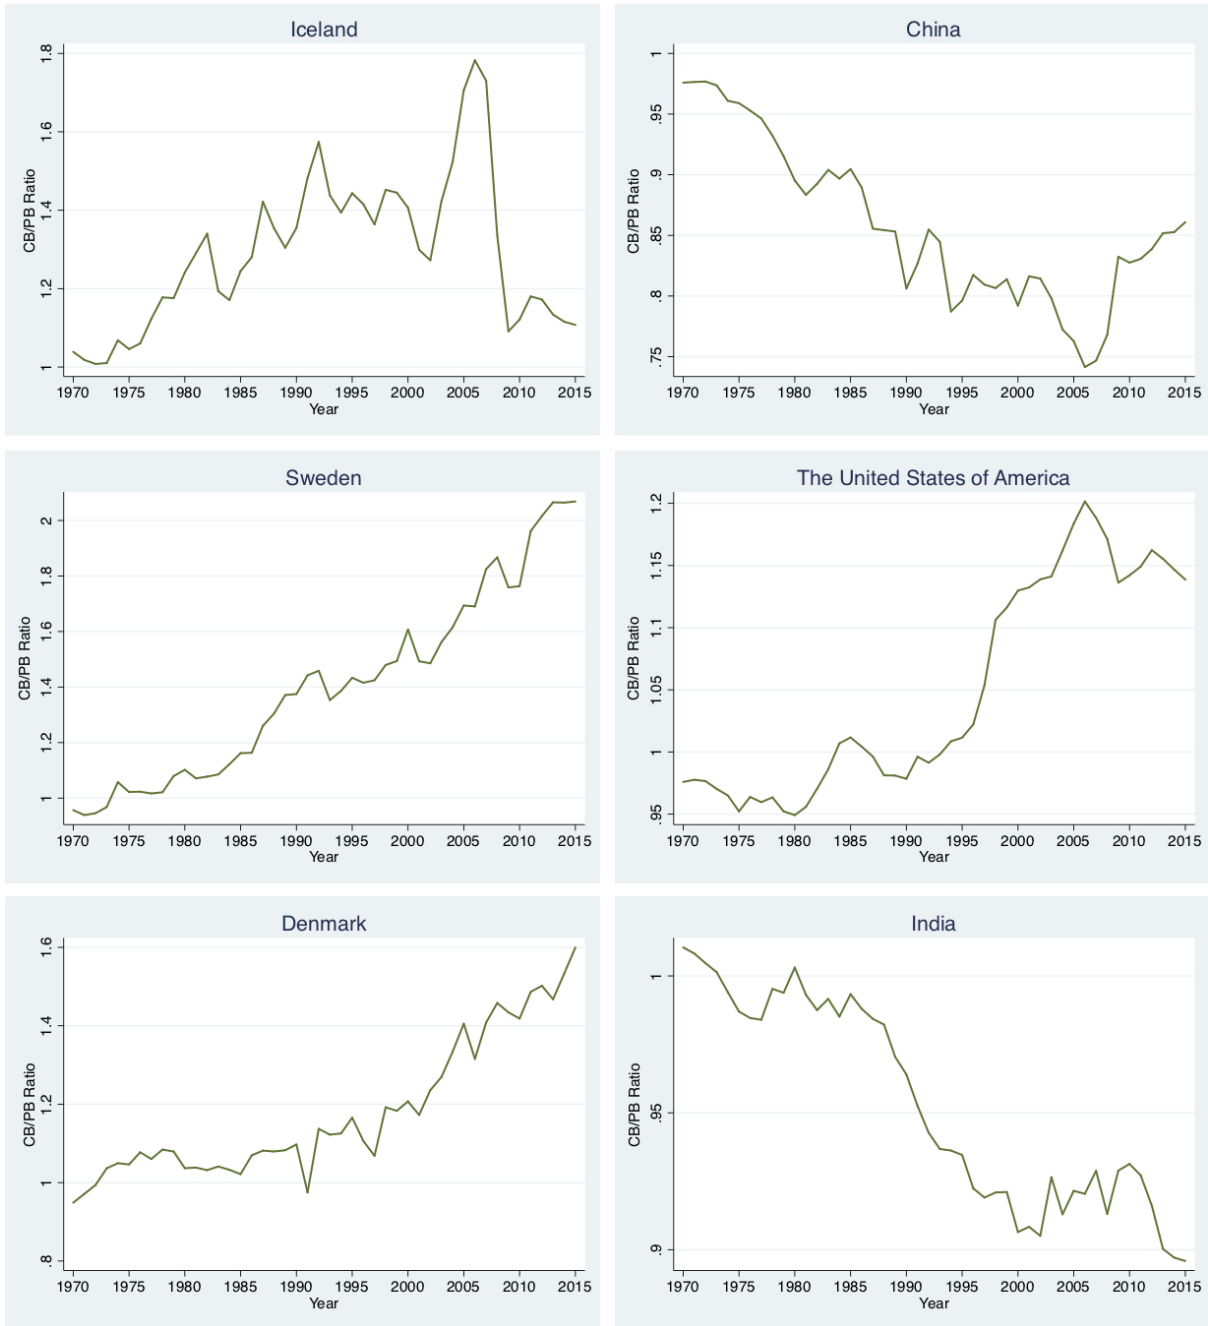 Iceland
CB/PB Ratio
1.8
1.6
1.4
1.2
1
1970 1975 1980 1985 1990 1995 2000 2005 2010 2015
Year
China
CB/PB Ratio
1
.95
.9
.85
.8
.75
1970 1975 1980 1985 1990 1995 2000 2005 2010 2015
Year
Sweden
CB/PB Ratio
2
1.8
1.6
1.4
1.2
1
1970 1975 1980 1985 1990 1995 2000 2005 2010 2015
Year
The United States of America
CB/PB Ratio
1.2
1.15
1.1
1.05
1
.95
1970 1975 1980 1985 1990 1995 2000 2005 2010 2015
Year
Denmark
CB/PB Ratio
1.6
1.4
1.2
1
.8
1970 1975 1980 1985 1990 1995 2000 2005 2010 2015
Year
India
CB/PB Ratio
1
.95
.9
1970 1975 1980 1985 1990 1995 2000 2005 2010 2015
Year